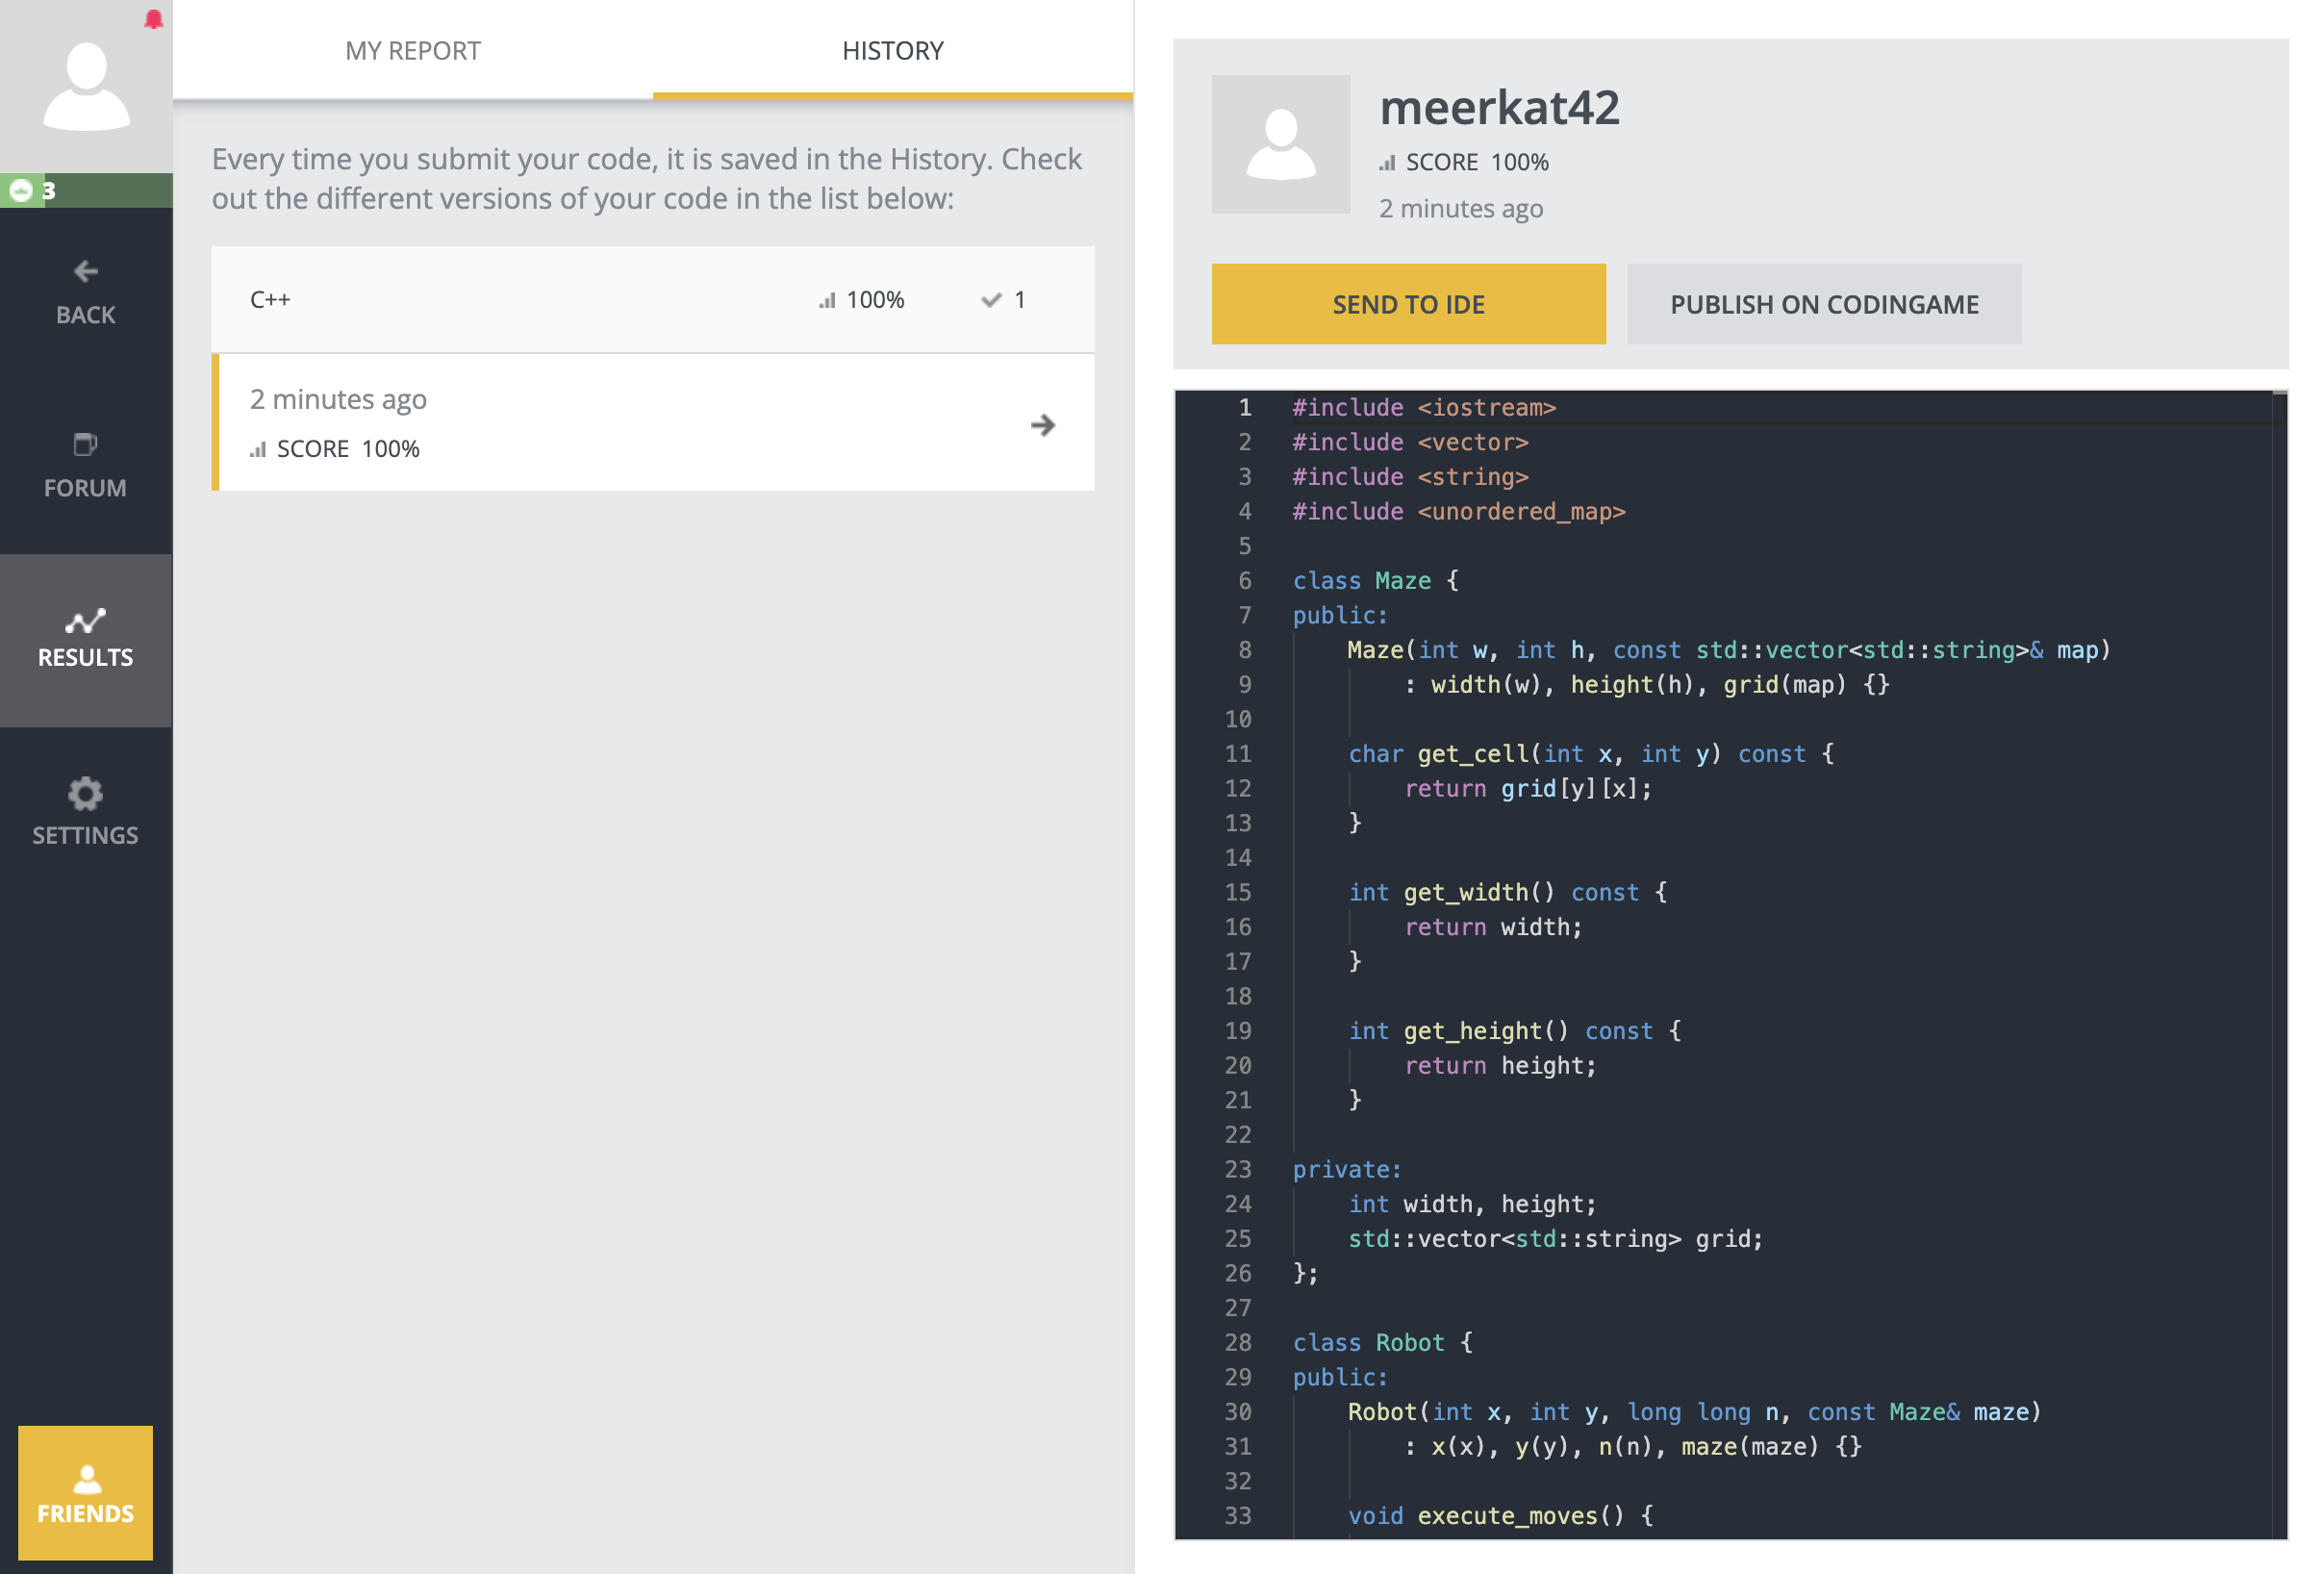 3
BACK
FORUM
RESULTS
SETTINGS
FRIENDS
MY REPORT
HISTORY
Every time you submit your code, it is saved in the History. Check
out the different versions of your code in the list below:
C++ 100% 1
2 minutes ago
SCORE 100%
meerkat42
SCORE 100%
2 minutes ago
SEND TO IDE
PUBLISH ON CODINGAME
1 #include <iostream>
2 #include <vector>
3 #include <string>
4 #include <unordered_map>
5
6 class Maze {
7 public:
8     Maze(int w, int h, const std::vector<std::string>& map)
9         : width(w), height(h), grid(map) {}
10
11     char get_cell(int x, int y) const {
12         return grid[y][x];
13     }
14
15     int get_width() const {
16         return width;
17     }
18
19     int get_height() const {
20         return height;
21     }
22
23 private:
24     int width, height;
25     std::vector<std::string> grid;
26 };
27
28 class Robot {
29 public:
30     Robot(int x, int y, long long n, const Maze& maze)
31         : x(x), y(y), n(n), maze(maze) {}
32
33     void execute_moves() {